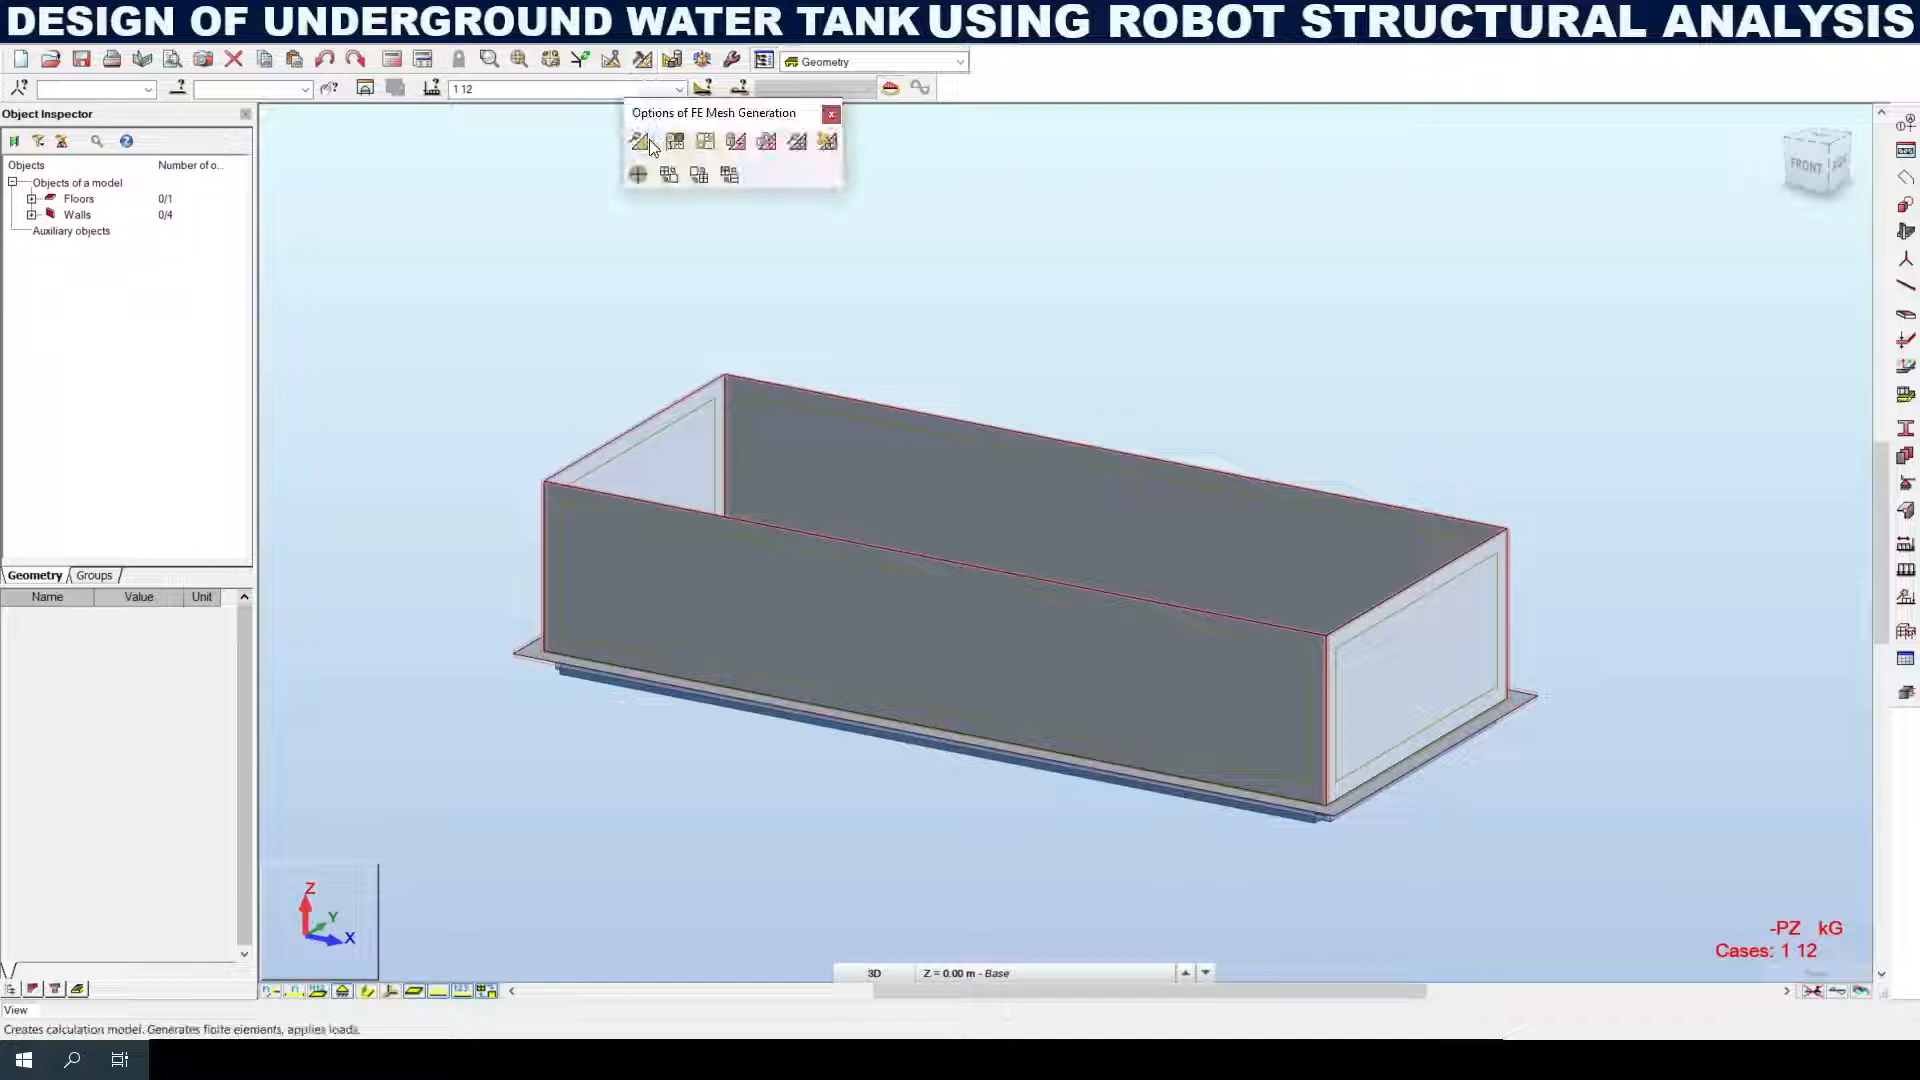 DESIGN OF UNDERGROUND WATER TANK USING ROBOT STRUCTURAL ANALYSIS
Geometry
1 12
Object Inspector
Options of FE Mesh Generation
Objects Number of o...
Objects of a model
Floors 0/1
Walls 0/4
Auxiliary objects
FRONT
Geometry Groups
Name Value Unit
Z
Y
X
-PZ kG
Cases: 1 12
3D Z = 0.00 m - Base
View
Creates calculation model. Generates finite elements, applies loads.